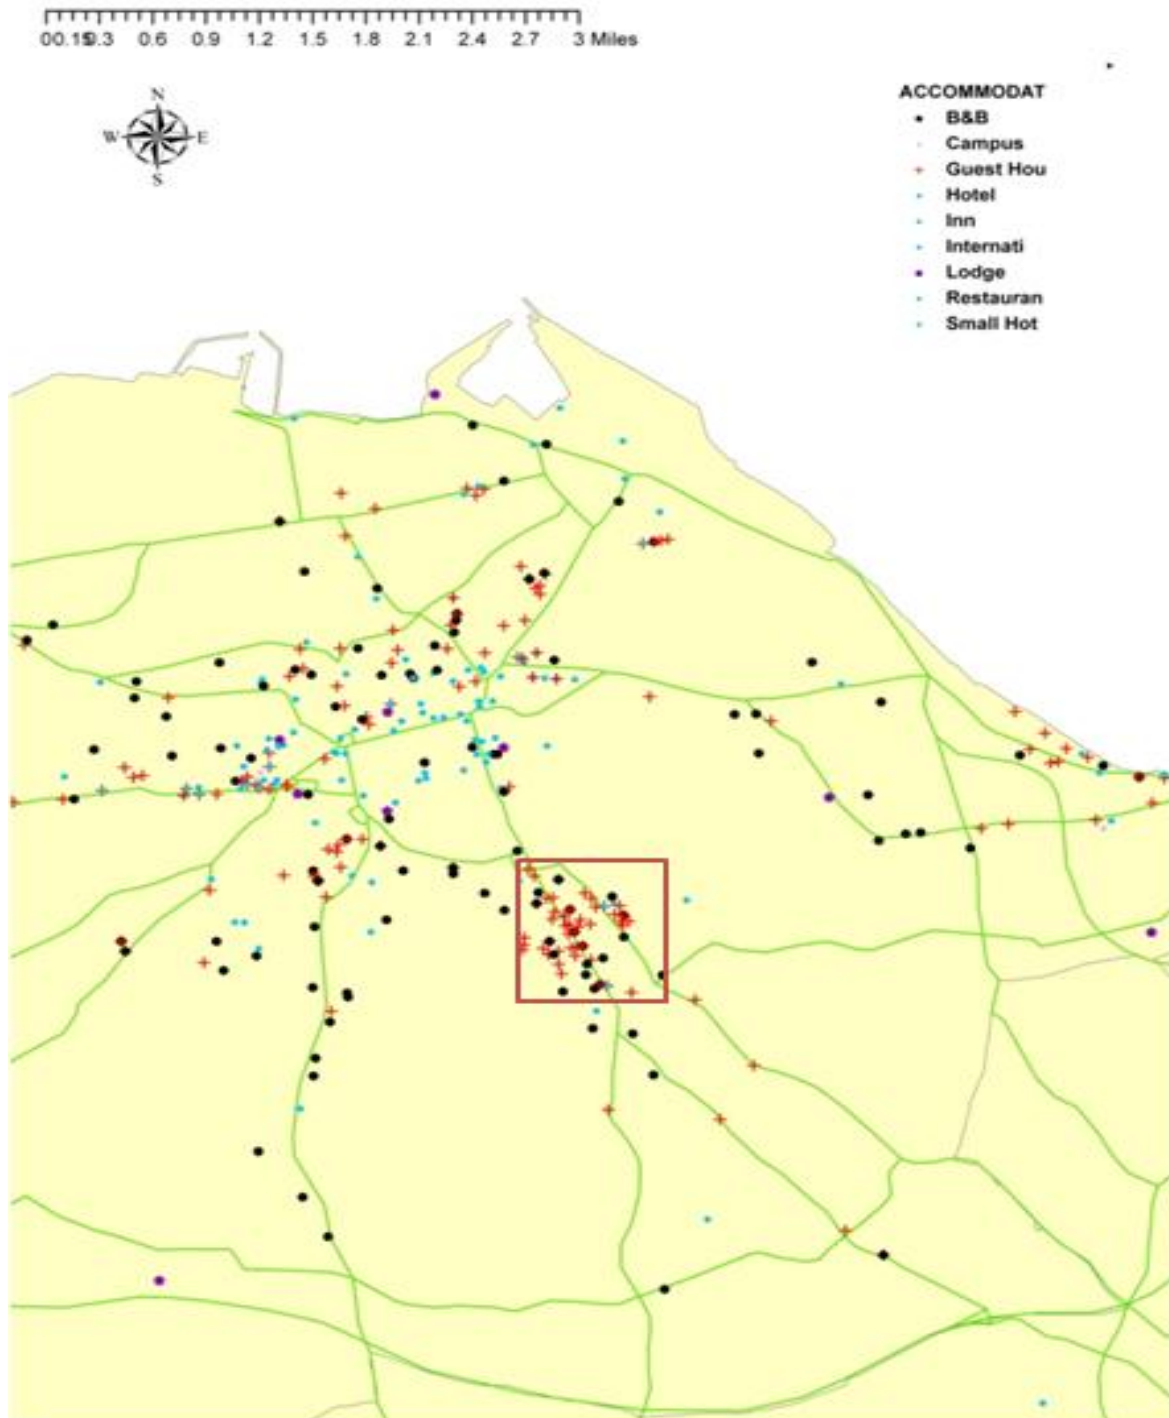 00.150.3 0.6 0.9 1.2 1.5 1.8 2.1 2.4 2.7 3 Miles
N
W E
S
ACCOMMODAT
B&B
Campus
Guest Hou
Hotel
Inn
Internati
Lodge
Restauran
Small Hot